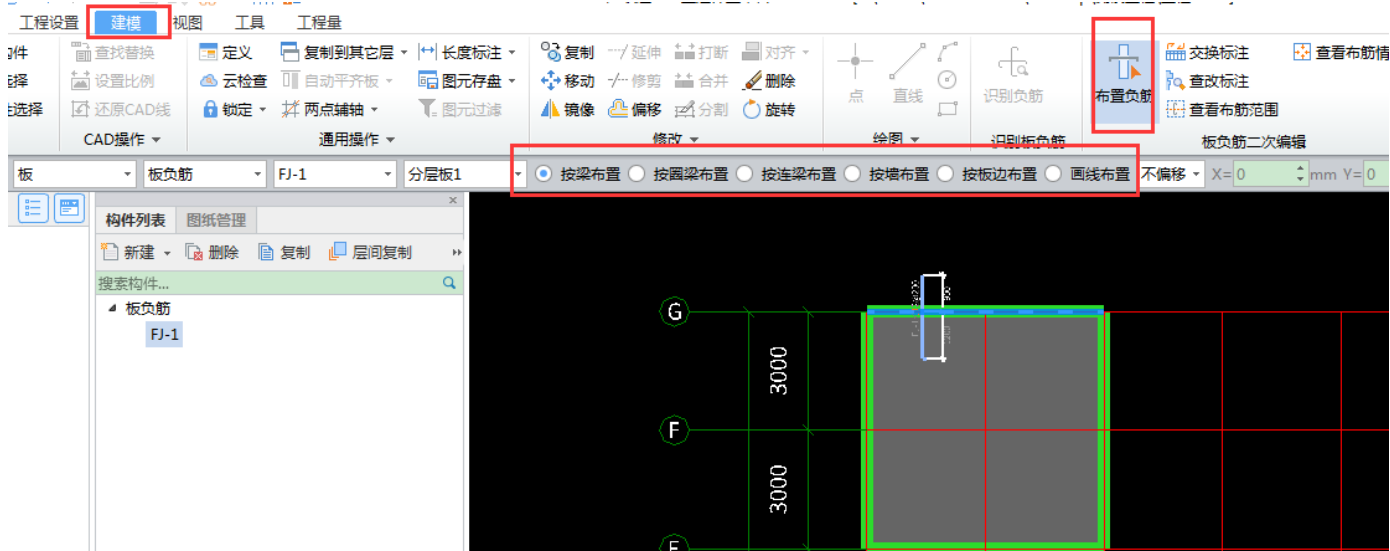 工程设置 建模 视图 工具 工程量
查找替换 定义 复制到其它层 长度标注 复制 延伸 打断 对齐 交换标注 查看布筋情
设置比例 云检查 自动平齐板 图元存盘 移动 修剪 合并 删除 点 直线 识别负筋 布置负筋 查改标注
还原CAD线 锁定 两点辅轴 图元过滤 镜像 偏移 分割 旋转 查看布筋范围
CAD操作 通用操作 修改 绘图 识别板负筋 板负筋二次编辑
板 板负筋 FJ-1 分层板1 按梁布置 按圈梁布置 按连梁布置 按墙布置 按板边布置 画线布置 不偏移 X= 0 mm Y= 0
构件列表 图纸管理
新建 删除 复制 层间复制
搜索构件...
板负筋
FJ-1
G
3000
F
3000